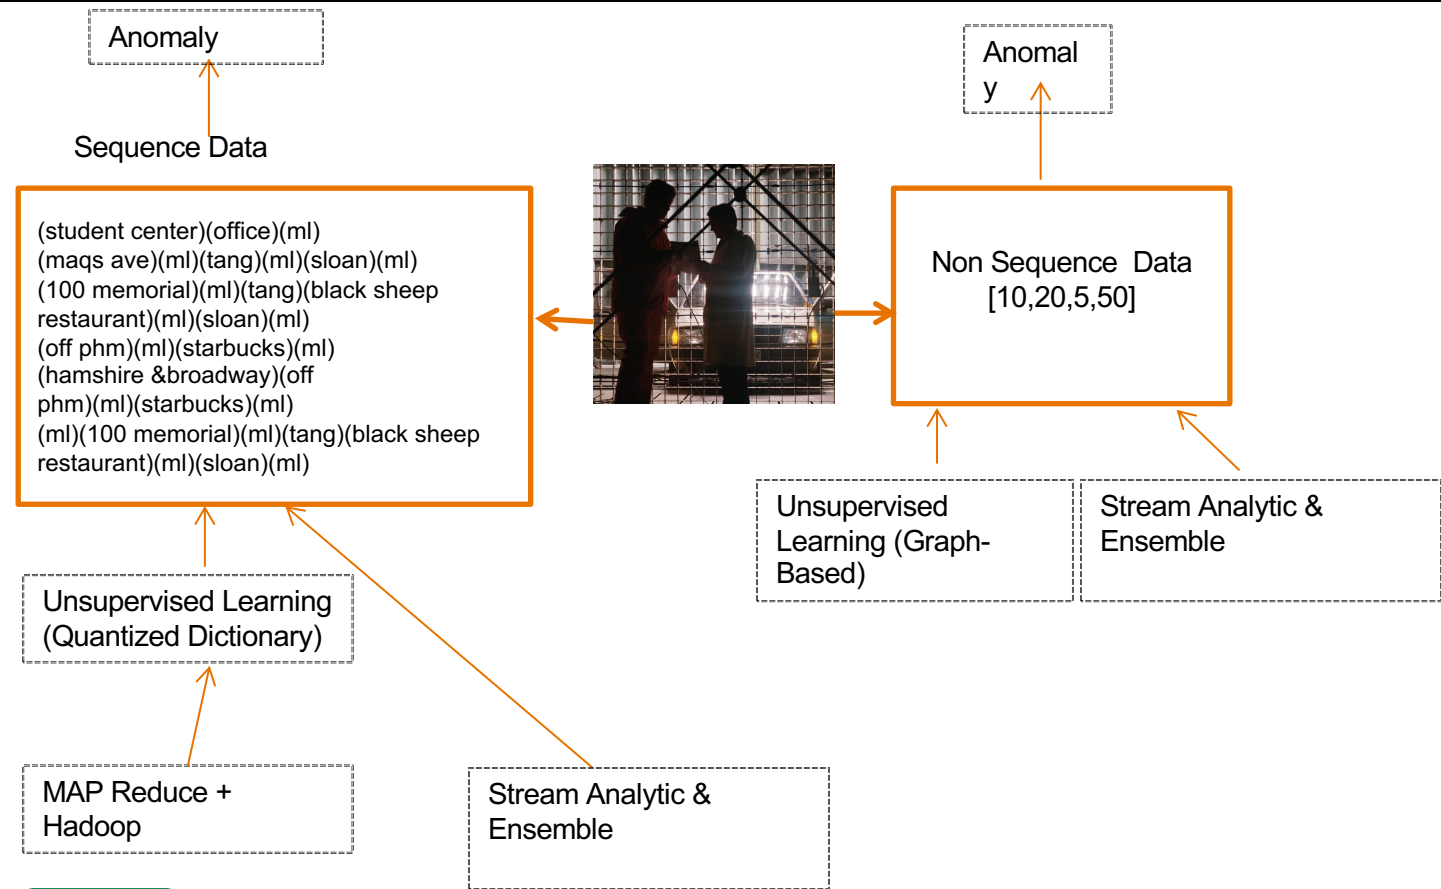 Anomaly
Anomal
y
Sequence Data
(student center)(office)(ml)
(maqs ave)(ml)(tang)(ml)(sloan)(ml)
(100 memorial)(ml)(tang)(black sheep
restaurant)(ml)(sloan)(ml)
(off phm)(ml)(starbucks)(ml)
(hamshire &broadway)(off
phm)(ml)(starbucks)(ml)
(ml)(100 memorial)(ml)(tang)(black sheep
restaurant)(ml)(sloan)(ml)
Non Sequence Data
[10,20,5,50]
Unsupervised
Learning (Graph-
Based)
Stream Analytic &
Ensemble
Unsupervised Learning
(Quantized Dictionary)
MAP Reduce +
Hadoop
Stream Analytic &
Ensemble